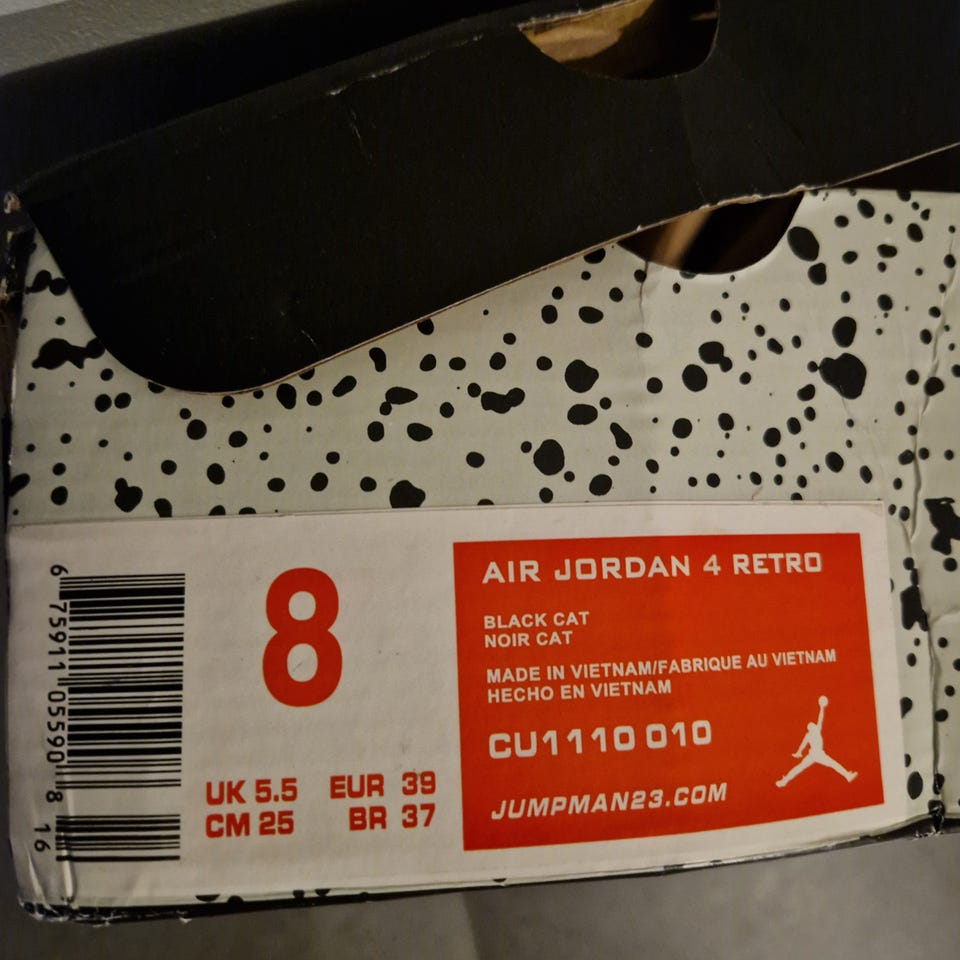 6 75911 05590 8 16
8
UK 5.5 EUR 39
CM 25 BR 37
AIR JORDAN 4 RETRO
BLACK CAT
NOIR CAT
MADE IN VIETNAM/FABRIQUE AU VIETNAM
HECHO EN VIETNAM
CU1110 010
JUMPMAN23.COM